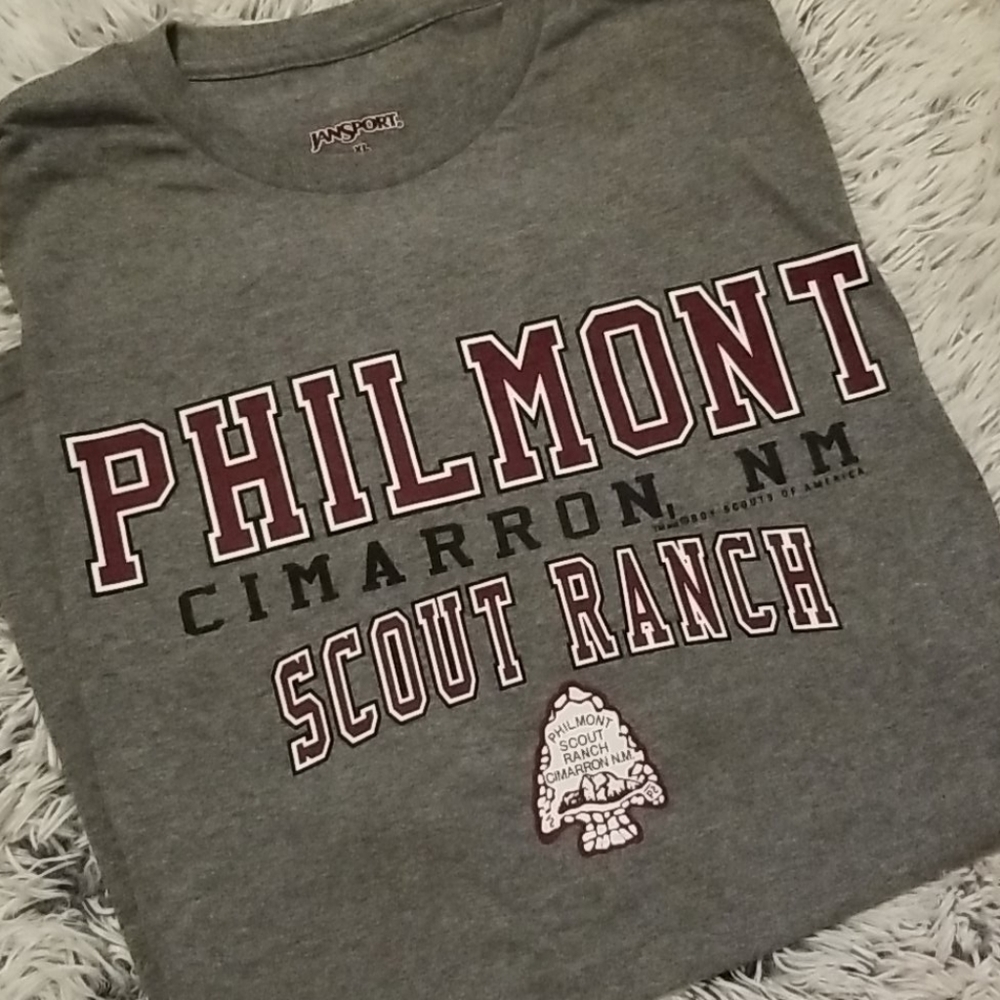 JANSPORT.
XL
PHILMONT
CIMARRON, NM
BOY SCOUTS OF AMERICA
SCOUT RANCH
PHILMONT
SCOUT
RANCH
CIMARRON N.M.